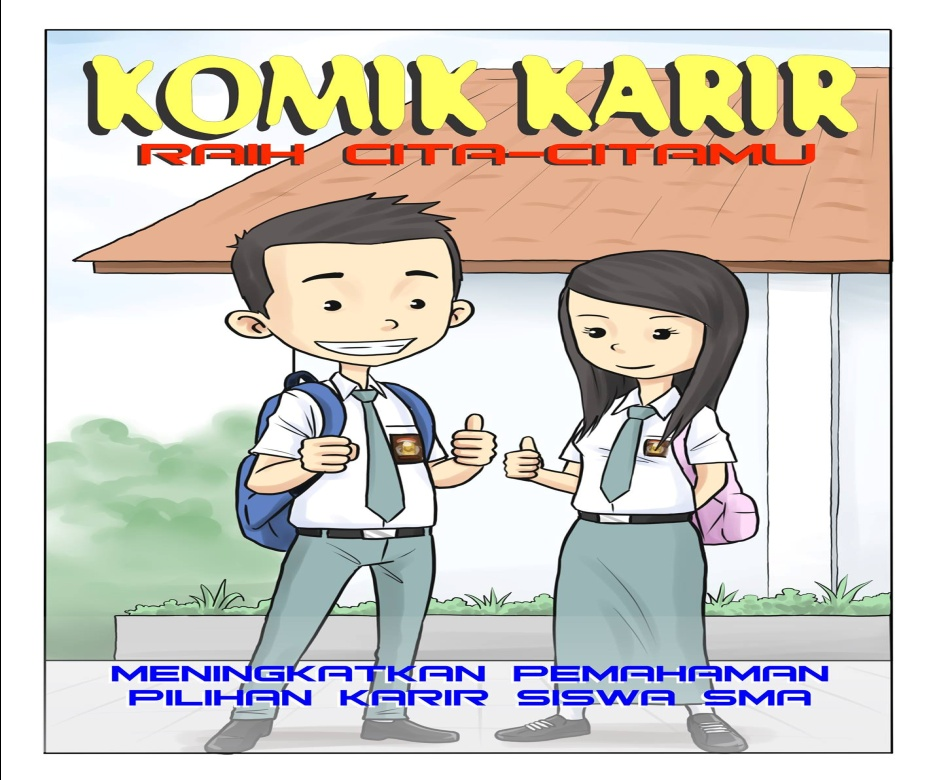 KOMIK KARIR
RAIH CITA-CITAMU
MENINGKATKAN PEMAHAMAN
PILIHAN KARIR SISWA SMA